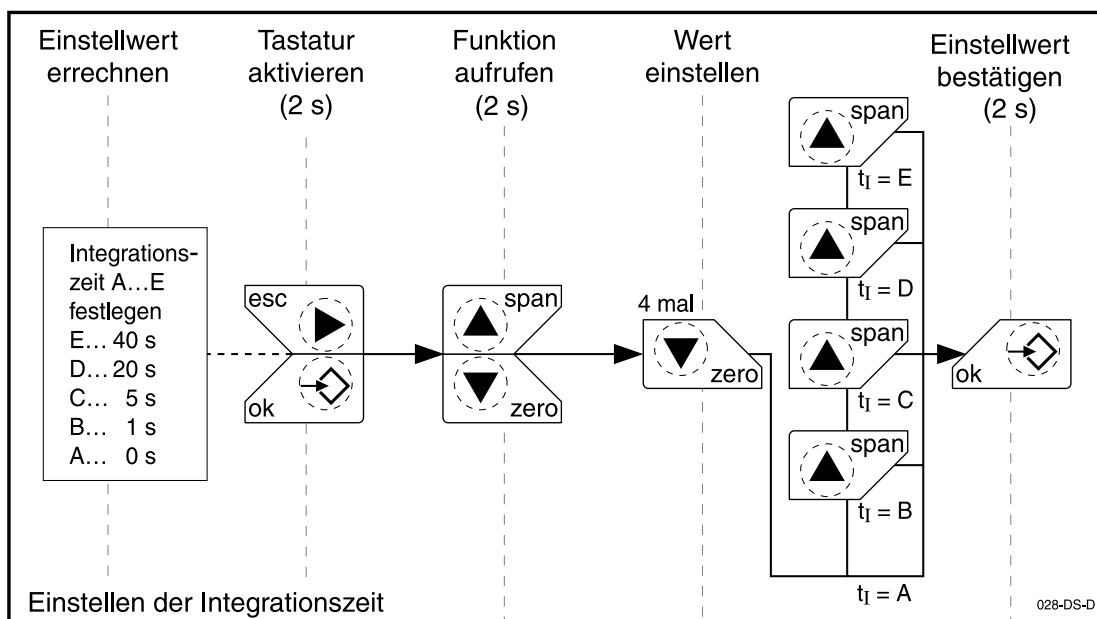 Einstellwert
errechnen
Tastatur
aktivieren
(2 s)
Funktion
aufrufen
(2 s)
Wert
einstellen
Einstellwert
bestätigen
(2 s)
Integrations-
zeit A...E
festlegen
E... 40 s
D... 20 s
C... 5 s
B... 1 s
A... 0 s
esc
ok
span
zero
4 mal
zero
span
tI = E
span
tI = D
span
tI = C
span
tI = B
tI = A
ok
Einstellen der Integrationszeit
028-DS-D